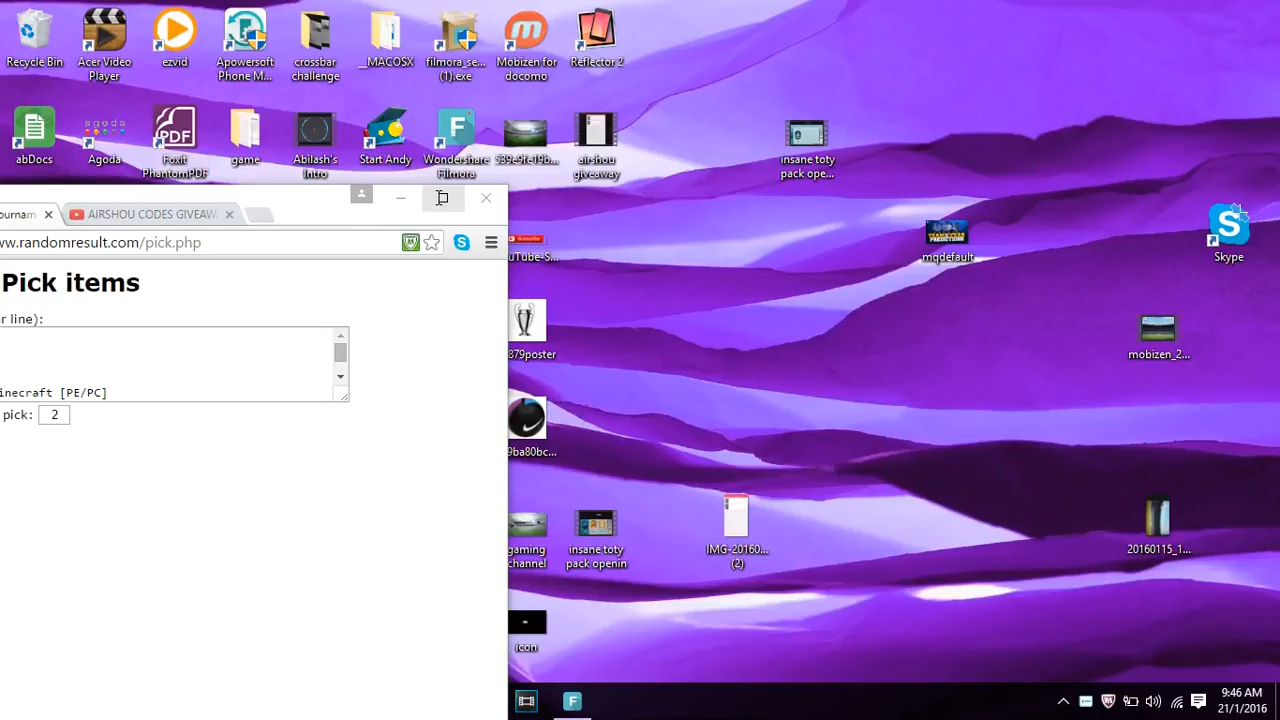 Recycle Bin
Acer Video Player
ezvid
Apowersoft Phone M...
crossbar challenge
__MACOSX
filmora_se... (1).exe
Mobizen for docomo
Reflector 2
abDocs
Agoda
Foxit PhantomPDF
game
Abilash's Intro
Start Andy
Wondershare Filmora
airshou giveaway
insane toty pack ope...
mqdefault
Skype
AIRSHOU CODES GIVEAW
ww.randomresult.com/pick.php
Pick items
or line):
inecraft [PE/PC]
pick: 2
uTube-S...
879poster
9ba80bc...
mobizen_2...
gaming channel
insane toty pack openin
IMG-20160... (2)
20160115_1...
icon
9:46 AM
21/1/2016